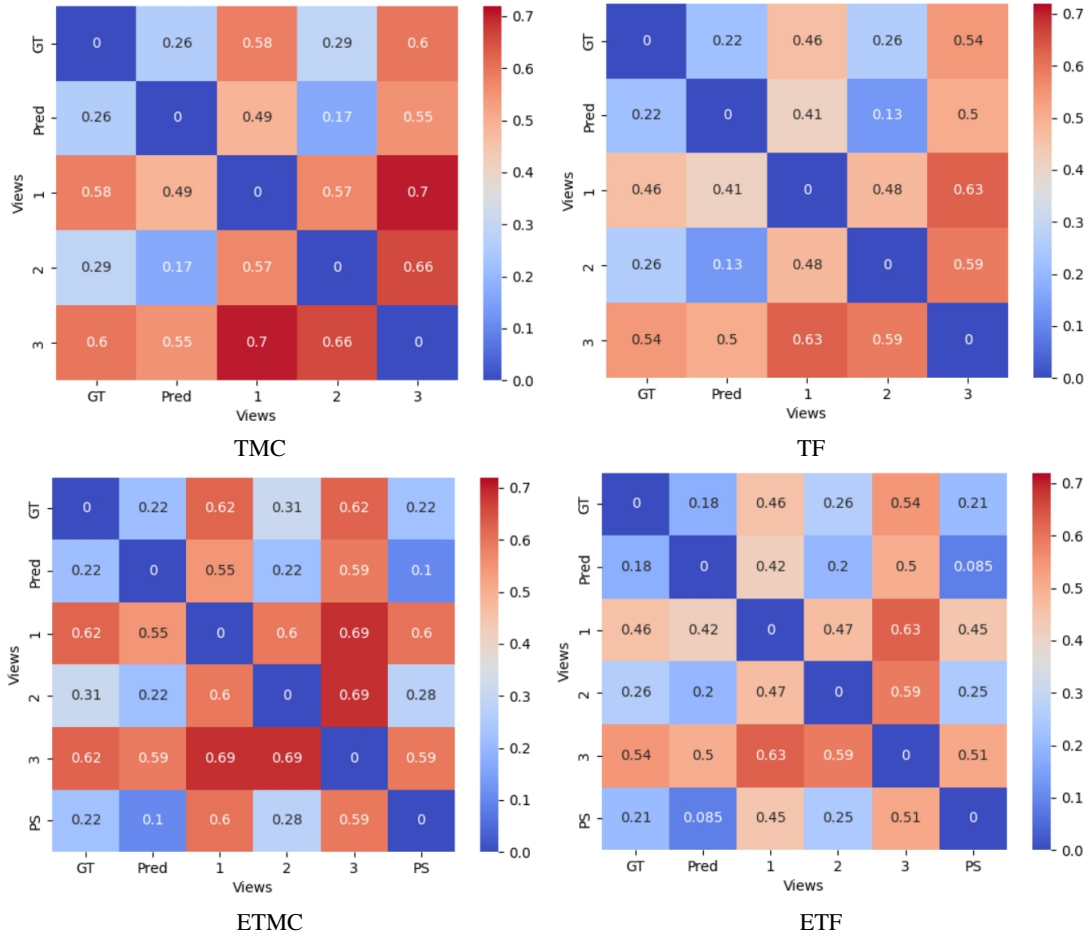 GT 0 0.26 0.58 0.29 0.6
Pred 0.26 0 0.49 0.17 0.55
1 0.58 0.49 0 0.57 0.7
2 0.29 0.17 0.57 0 0.66
3 0.6 0.55 0.7 0.66 0
Views
GT Pred 1 2 3
Views
0.7
0.6
0.5
0.4
0.3
0.2
0.1
0.0
TMC
GT 0 0.22 0.46 0.26 0.54
Pred 0.22 0 0.41 0.13 0.5
1 0.46 0.41 0 0.48 0.63
2 0.26 0.13 0.48 0 0.59
3 0.54 0.5 0.63 0.59 0
Views
GT Pred 1 2 3
Views
0.7
0.6
0.5
0.4
0.3
0.2
0.1
0.0
TF
GT 0 0.22 0.62 0.31 0.62 0.22
Pred 0.22 0 0.55 0.22 0.59 0.1
1 0.62 0.55 0 0.6 0.69 0.6
2 0.31 0.22 0.6 0 0.69 0.28
3 0.62 0.59 0.69 0.69 0 0.59
PS 0.22 0.1 0.6 0.28 0.59 0
Views
GT Pred 1 2 3 PS
Views
0.7
0.6
0.5
0.4
0.3
0.2
0.1
0.0
ETMC
GT 0 0.18 0.46 0.26 0.54 0.21
Pred 0.18 0 0.42 0.2 0.5 0.085
1 0.46 0.42 0 0.47 0.63 0.45
2 0.26 0.2 0.47 0 0.59 0.25
3 0.54 0.5 0.63 0.59 0 0.51
PS 0.21 0.085 0.45 0.25 0.51 0
Views
GT Pred 1 2 3 PS
Views
0.7
0.6
0.5
0.4
0.3
0.2
0.1
0.0
ETF